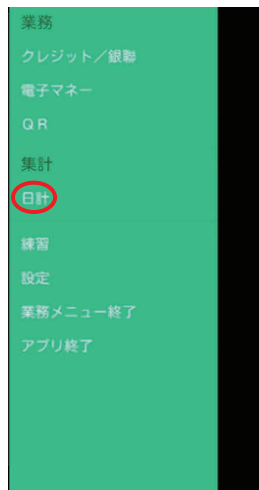 業務
クレジット／銀聯
電子マネー
ＱＲ
集計
日計
練習
設定
業務メニュー終了
アプリ終了